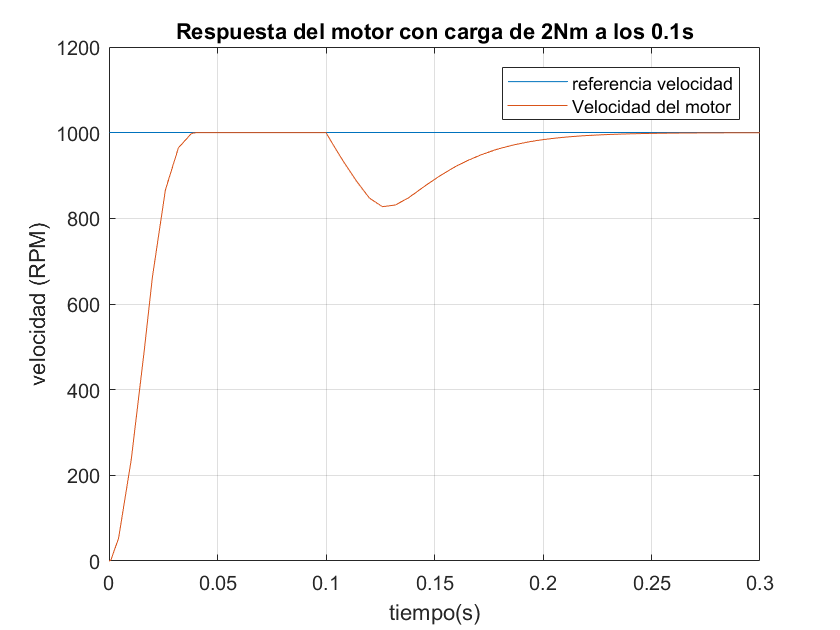 Respuesta del motor con carga de 2Nm a los 0.1s
1200
1000
800
600
400
200
0
velocidad (RPM)
referencia velocidad
Velocidad del motor
0 0.05 0.1 0.15 0.2 0.25 0.3
tiempo(s)